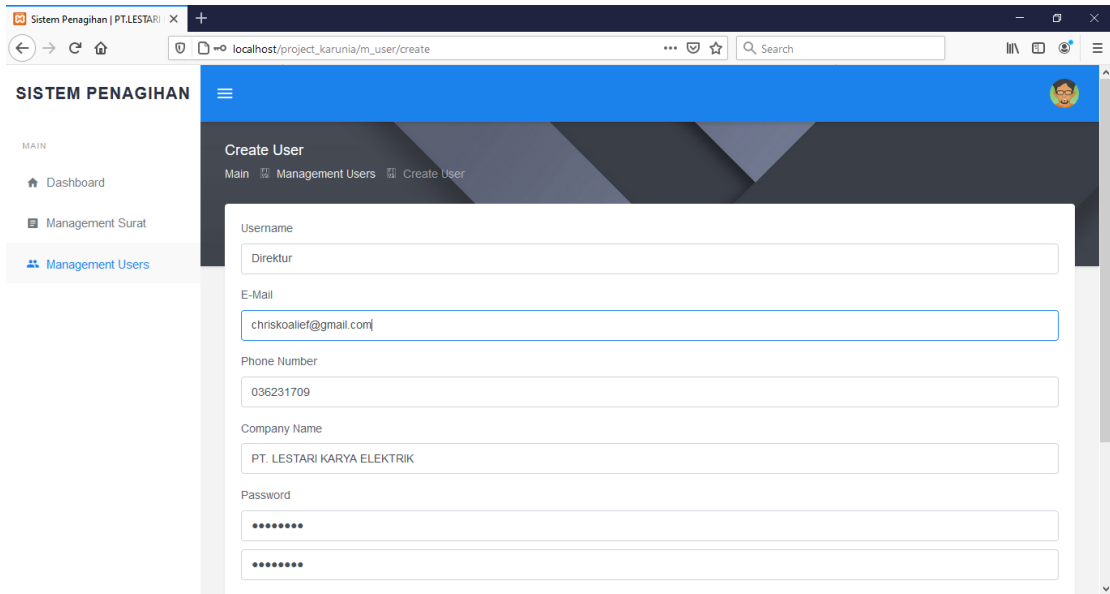 Sistem Penagihan | PT.LESTARI
localhost/project_karunia/m_user/create
Search
SISTEM PENAGIHAN
MAIN
Dashboard
Management Surat
Management Users
Create User
Main Management Users Create User
Username
Direktur
E-Mail
chriskoalief@gmail.com
Phone Number
036231709
Company Name
PT. LESTARI KARYA ELEKTRIK
Password
••••••••
••••••••